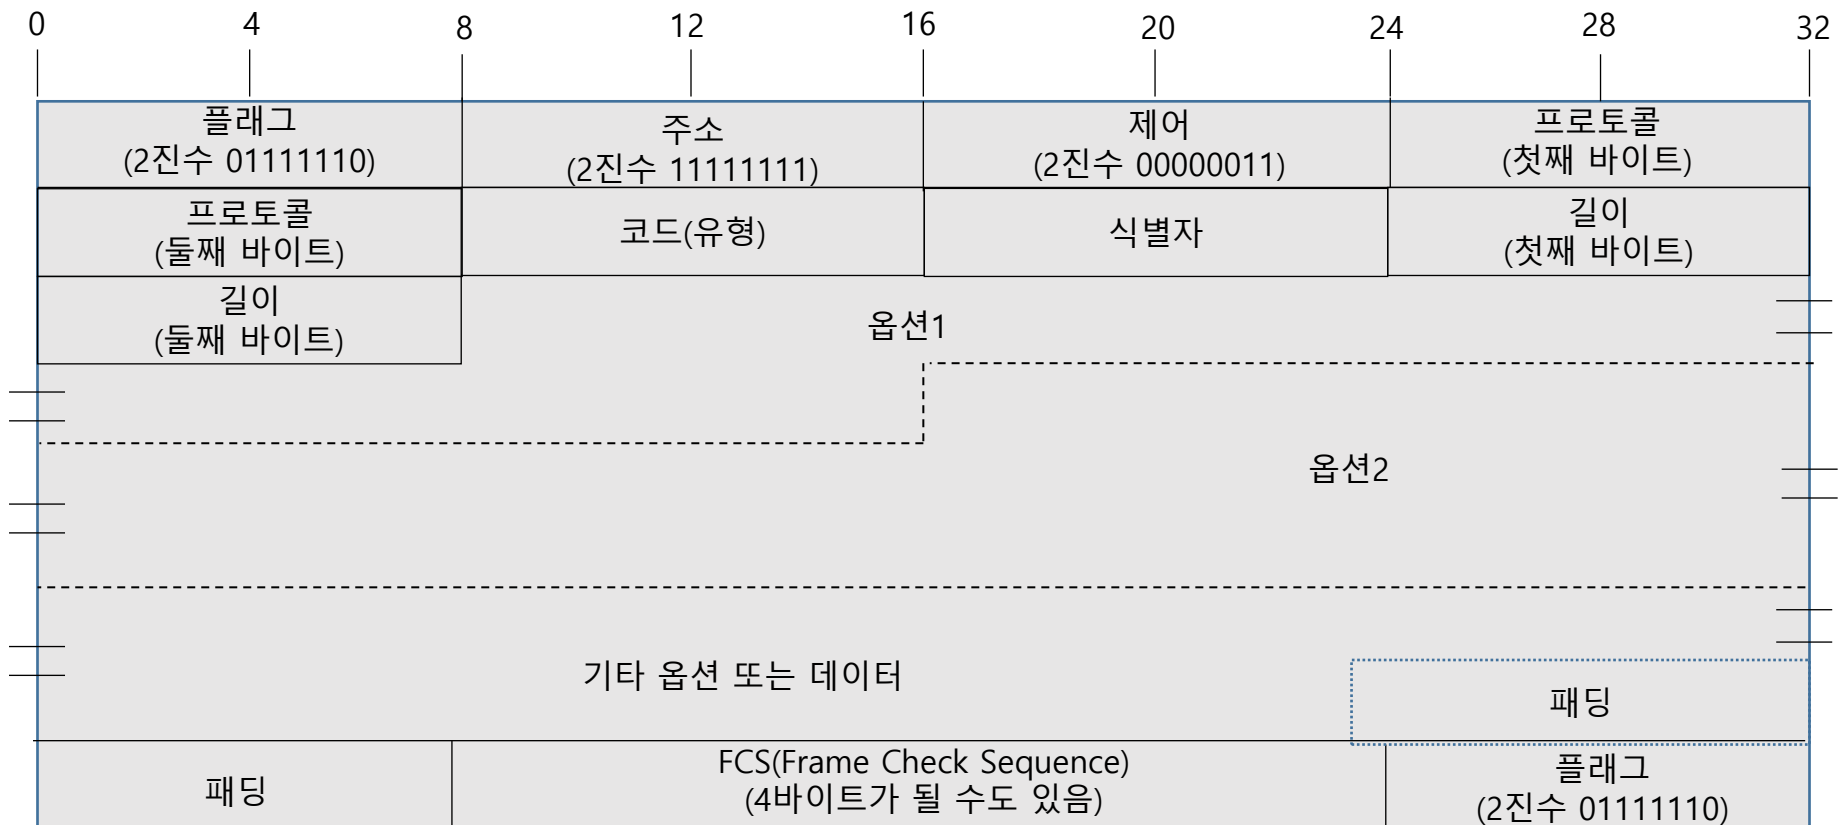 0 4 8 12 16 20 24 28 32
플래그
(2진수 01111110)
주소
(2진수 11111111)
제어
(2진수 00000011)
프로토콜
(첫째 바이트)
프로토콜
(둘째 바이트)
코드(유형)
식별자
길이
(첫째 바이트)
길이
(둘째 바이트)
옵션1
옵션2
기타 옵션 또는 데이터
패딩
패딩
FCS(Frame Check Sequence)
(4바이트가 될 수도 있음)
플래그
(2진수 01111110)